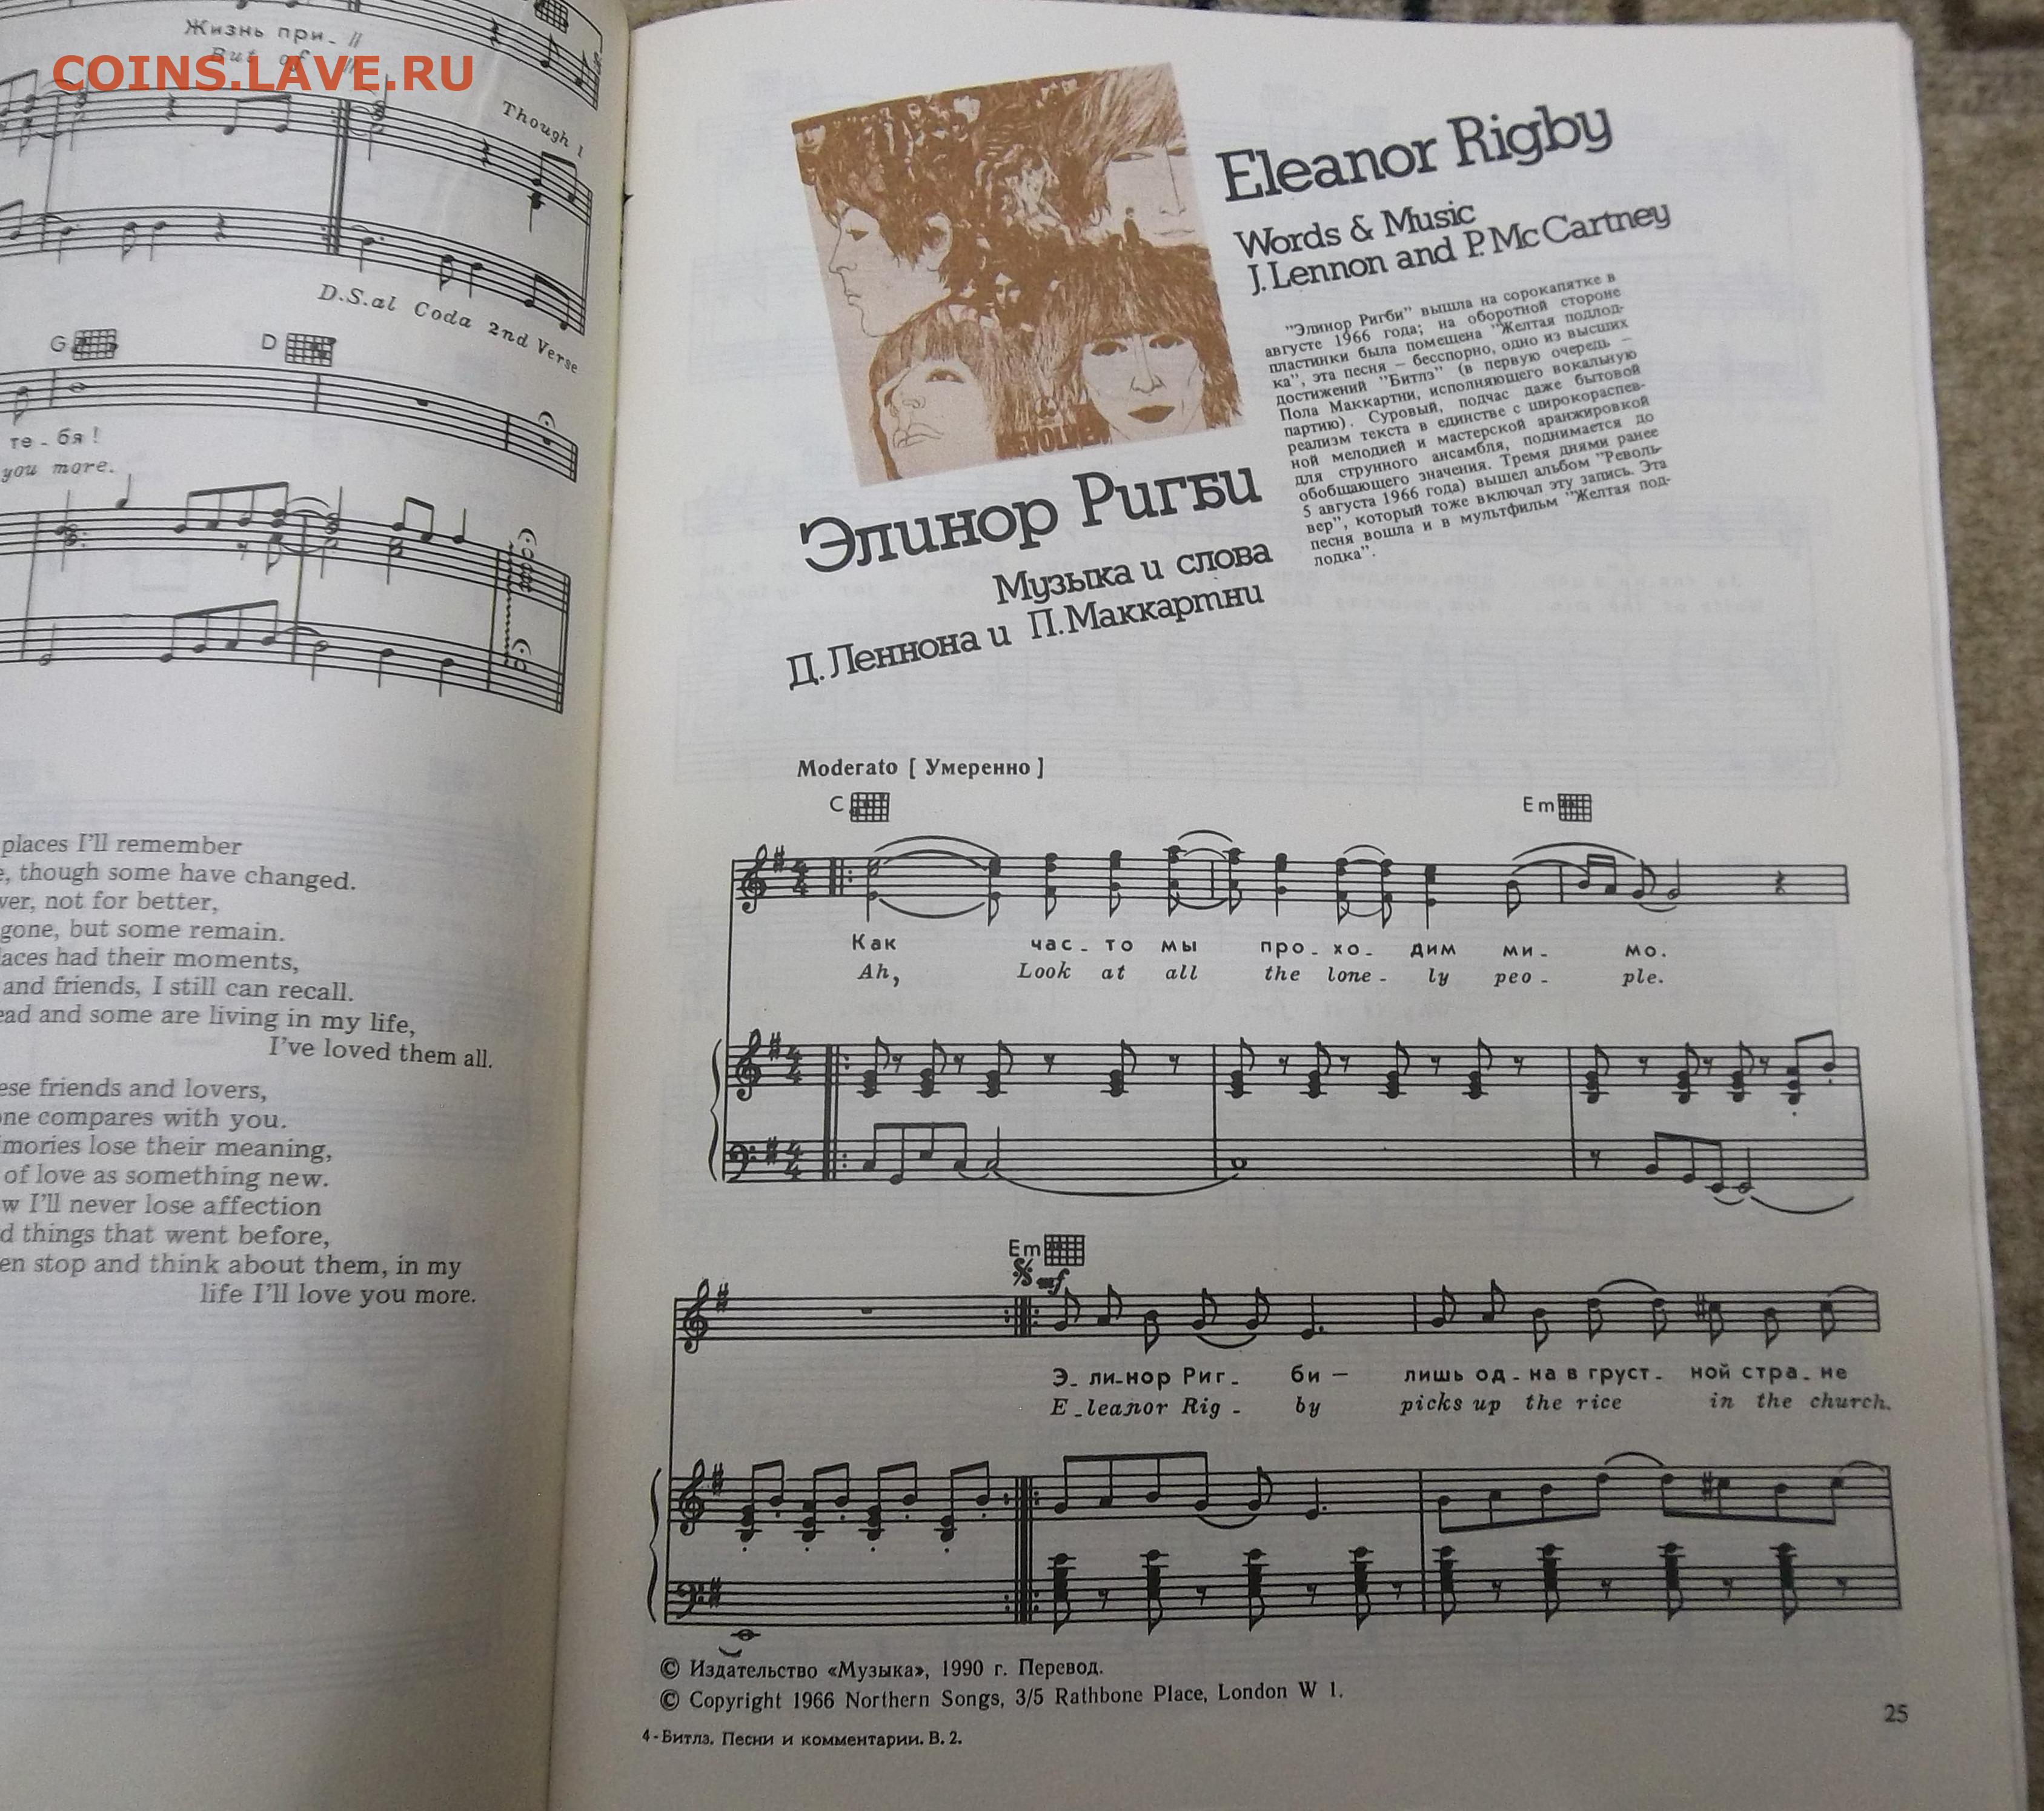 COINS.LAVE.RU
Жизнь при- //
But of
Though I
D.S.al Coda 2nd Verse
G D
те - бя !
you more.
places I'll remember
, though some have changed.
ver, not for better,
gone, but some remain.
laces had their moments,
and friends, I still can recall.
ead and some are living in my life,
I've loved them all.
ese friends and lovers,
one compares with you.
mories lose their meaning,
of love as something new.
w I'll never lose affection
d things that went before,
en stop and think about them, in my
life I'll love you more.
REVOLVER
Eleanor Rigby
Words & Music
J. Lennon and P. McCartney
"Элинор Ригби" вышла на сорокапятке в
августе 1966 года; на оборотной стороне
пластинки была помещена "Желтая подлод-
ка", эта песня – бесспорно, одно из высших
достижений "Битлз" (в первую очередь –
Пола Маккартни, исполняющего вокальную
партию). Суровый, подчас даже бытовой
реализм текста в единстве с широкораспев-
ной мелодией и мастерской аранжировкой
для струнного ансамбля, поднимается до
обобщающего значения. Тремя днями ранее
5 августа 1966 года) вышел альбом "Револь-
вер", который тоже включал эту запись. Эта
песня вошла и в мультфильм "Желтая под-
лодка".
Элинор Ригби
Музыка и слова
Д. Леннона и П. Маккартни
Moderato [ Умеренно ]
C Em
4 4
Как час - то мы про - хо - дим ми - мо.
Ah, Look at all the lone - ly peo - ple.
4 4
4 4
Em
mf
Э - ли-нор Риг - би — лишь од - на в груст - ной стра - не
E - leanor Rig - by picks up the rice in the church.
© Издательство «Музыка», 1990 г. Перевод.
© Copyright 1966 Northern Songs, 3/5 Rathbone Place, London W 1.
4-Битлз. Песни и комментарии. В. 2.
25